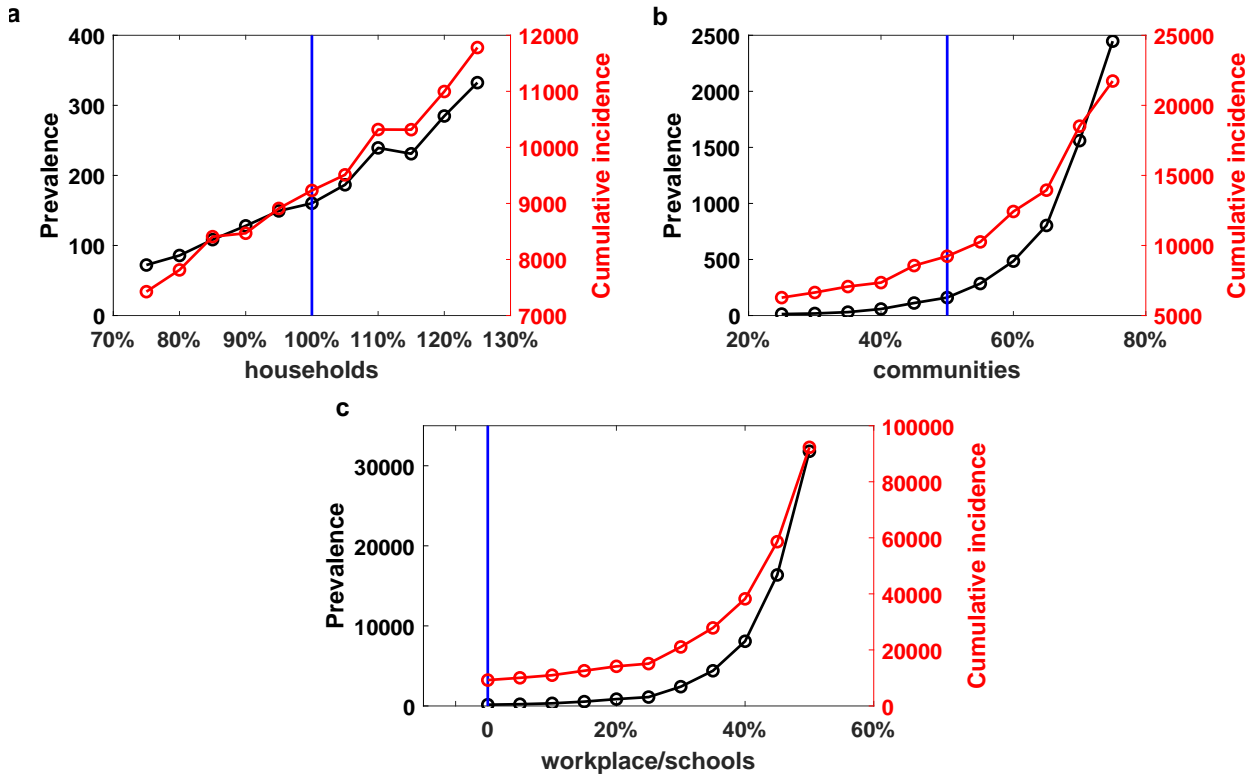 a
400
300
200
100
0
Prevalence
12000
11000
10000
9000
8000
7000
Cumulative incidence
70% 80% 90% 100% 110% 120% 130%
households
b
2500
2000
1500
1000
500
0
Prevalence
25000
20000
15000
10000
5000
Cumulative incidence
20% 40% 60% 80%
communities
c
30000
20000
10000
0
Prevalence
100000
80000
60000
40000
20000
0
Cumulative incidence
0 20% 40% 60%
workplace/schools